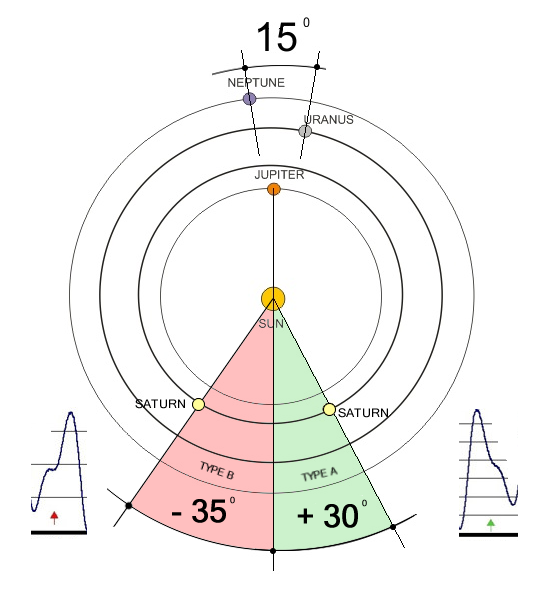 15°
NEPTUNE
URANUS
JUPITER
SUN
SATURN
SATURN
TYPE B
TYPE A
- 35°
+ 30°